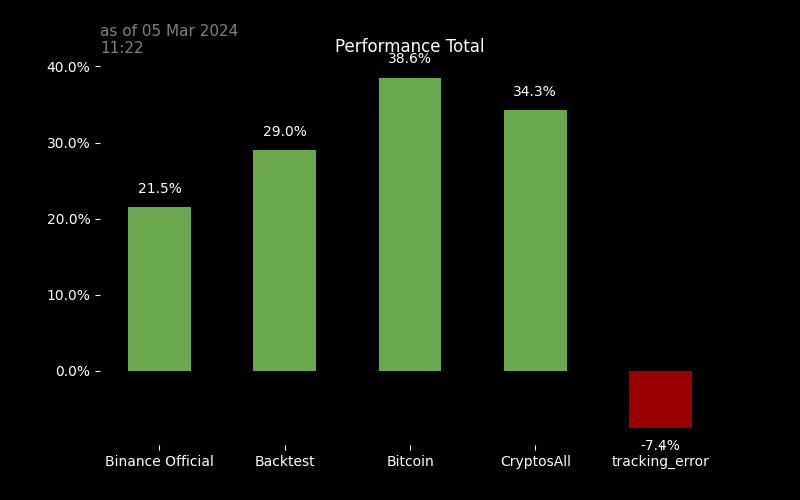 as of 05 Mar 2024
11:22
Performance Total
40.0%
30.0%
20.0%
10.0%
0.0%
21.5%
29.0%
38.6%
34.3%
-7.4%
Binance Official
Backtest
Bitcoin
CryptosAll
tracking_error